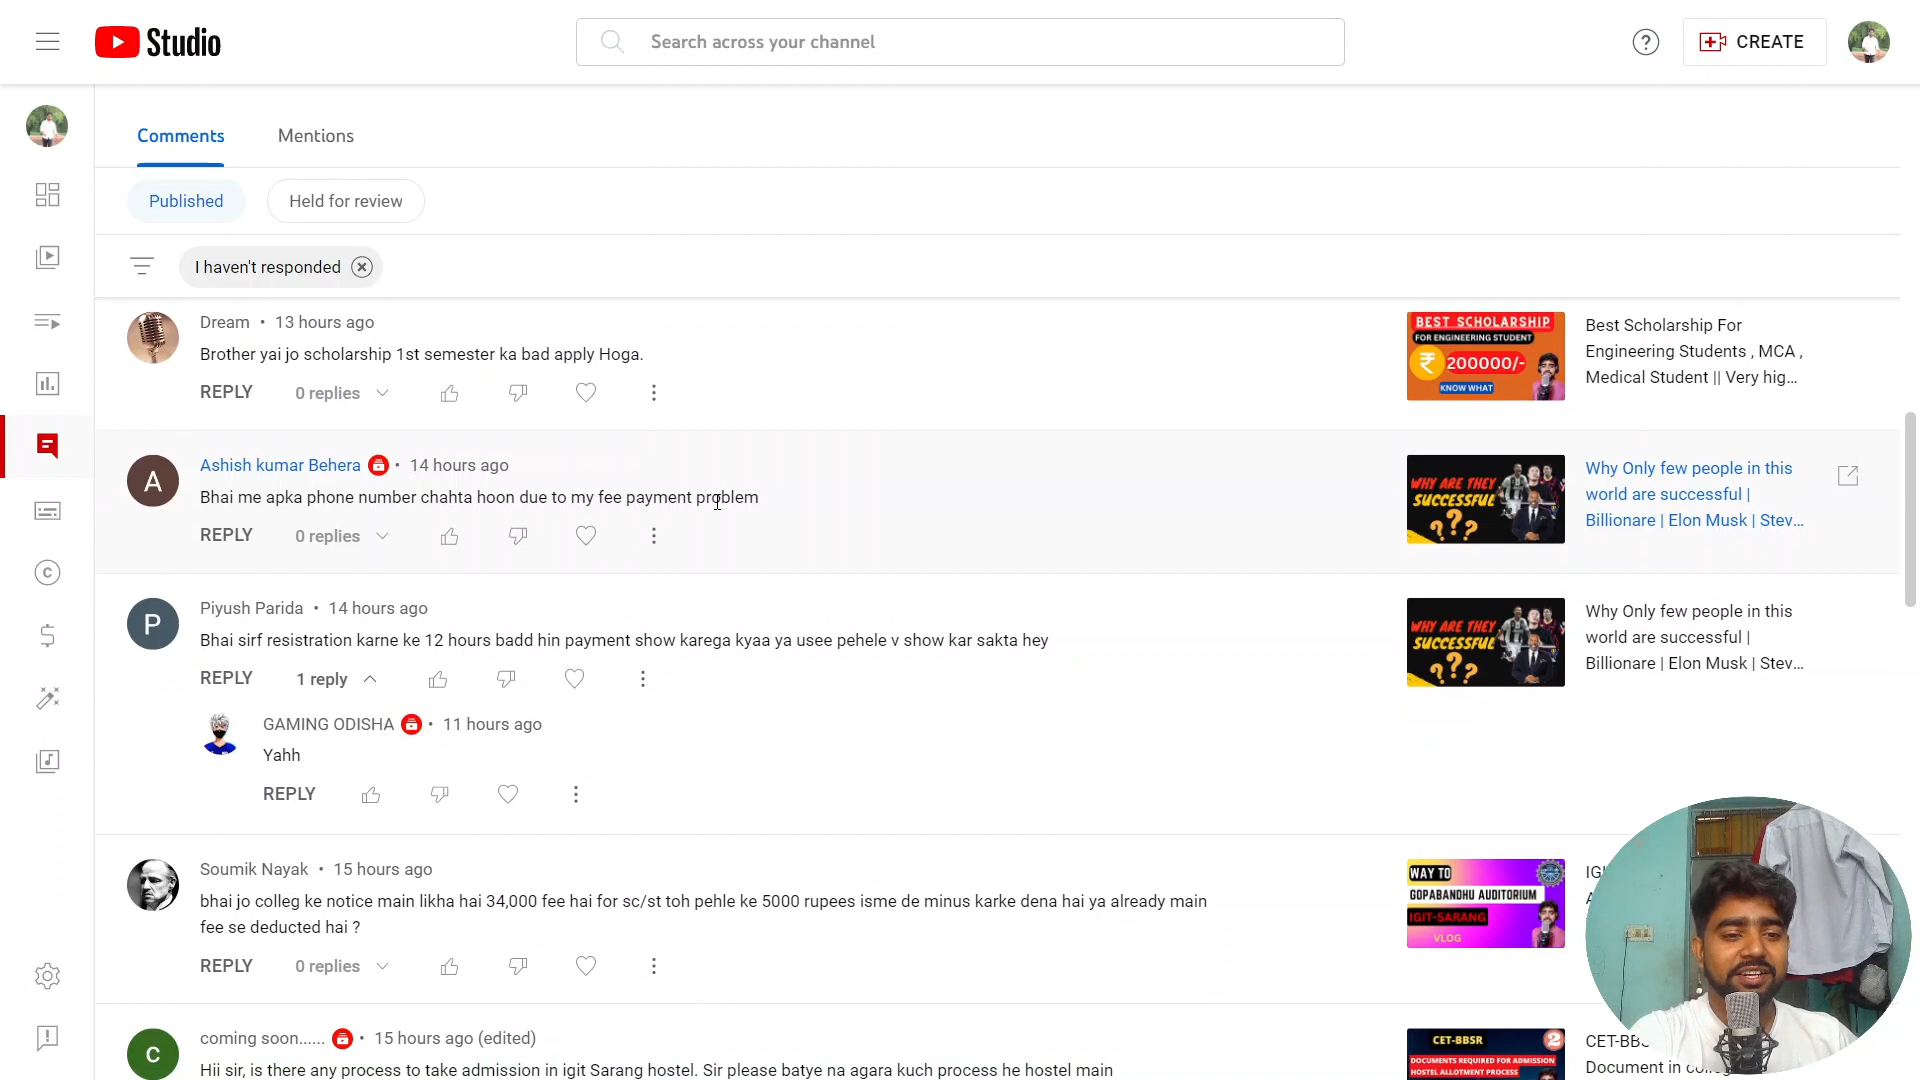 Studio
Search across your channel
?
CREATE
Comments
Mentions
Published
Held for review
I haven't responded
Dream • 13 hours ago
Brother yai jo scholarship 1st semester ka bad apply Hoga.
REPLY
0 replies
BEST SCHOLARSHIP
FOR ENGINEERING STUDENT
₹ 200000/-
KNOW WHAT
Best Scholarship For
Engineering Students , MCA ,
Medical Student || Very hig...
A
Ashish kumar Behera • 14 hours ago
Bhai me apka phone number chahta hoon due to my fee payment problem
REPLY
0 replies
WHY ARE THEY
SUCCESSFUL
???
Why Only few people in this
world are successful |
Billionare | Elon Musk | Stev...
P
Piyush Parida • 14 hours ago
Bhai sirf resistration karne ke 12 hours badd hin payment show karega kyaa ya usee pehele v show kar sakta hey
REPLY
1 reply
WHY ARE THEY
SUCCESSFUL
???
Why Only few people in this
world are successful |
Billionare | Elon Musk | Stev...
GAMING ODISHA • 11 hours ago
Yahh
REPLY
Soumik Nayak • 15 hours ago
bhai jo colleg ke notice main likha hai 34,000 fee hai for sc/st toh pehle ke 5000 rupees isme de minus karke dena hai ya already main
fee se deducted hai ?
REPLY
0 replies
WAY TO
GOPABANDHU AUDITORIUM
IGIT-SARANG
VLOG
C
coming soon...... • 15 hours ago (edited)
Hii sir, is there any process to take admission in igit Sarang hostel. Sir please batye na agara kuch process he hostel main
CET-BBSR
2
DOCUMENTS REQUIRED FOR ADMISSION
HOSTEL ALLOTMENT PROCESS
Document in